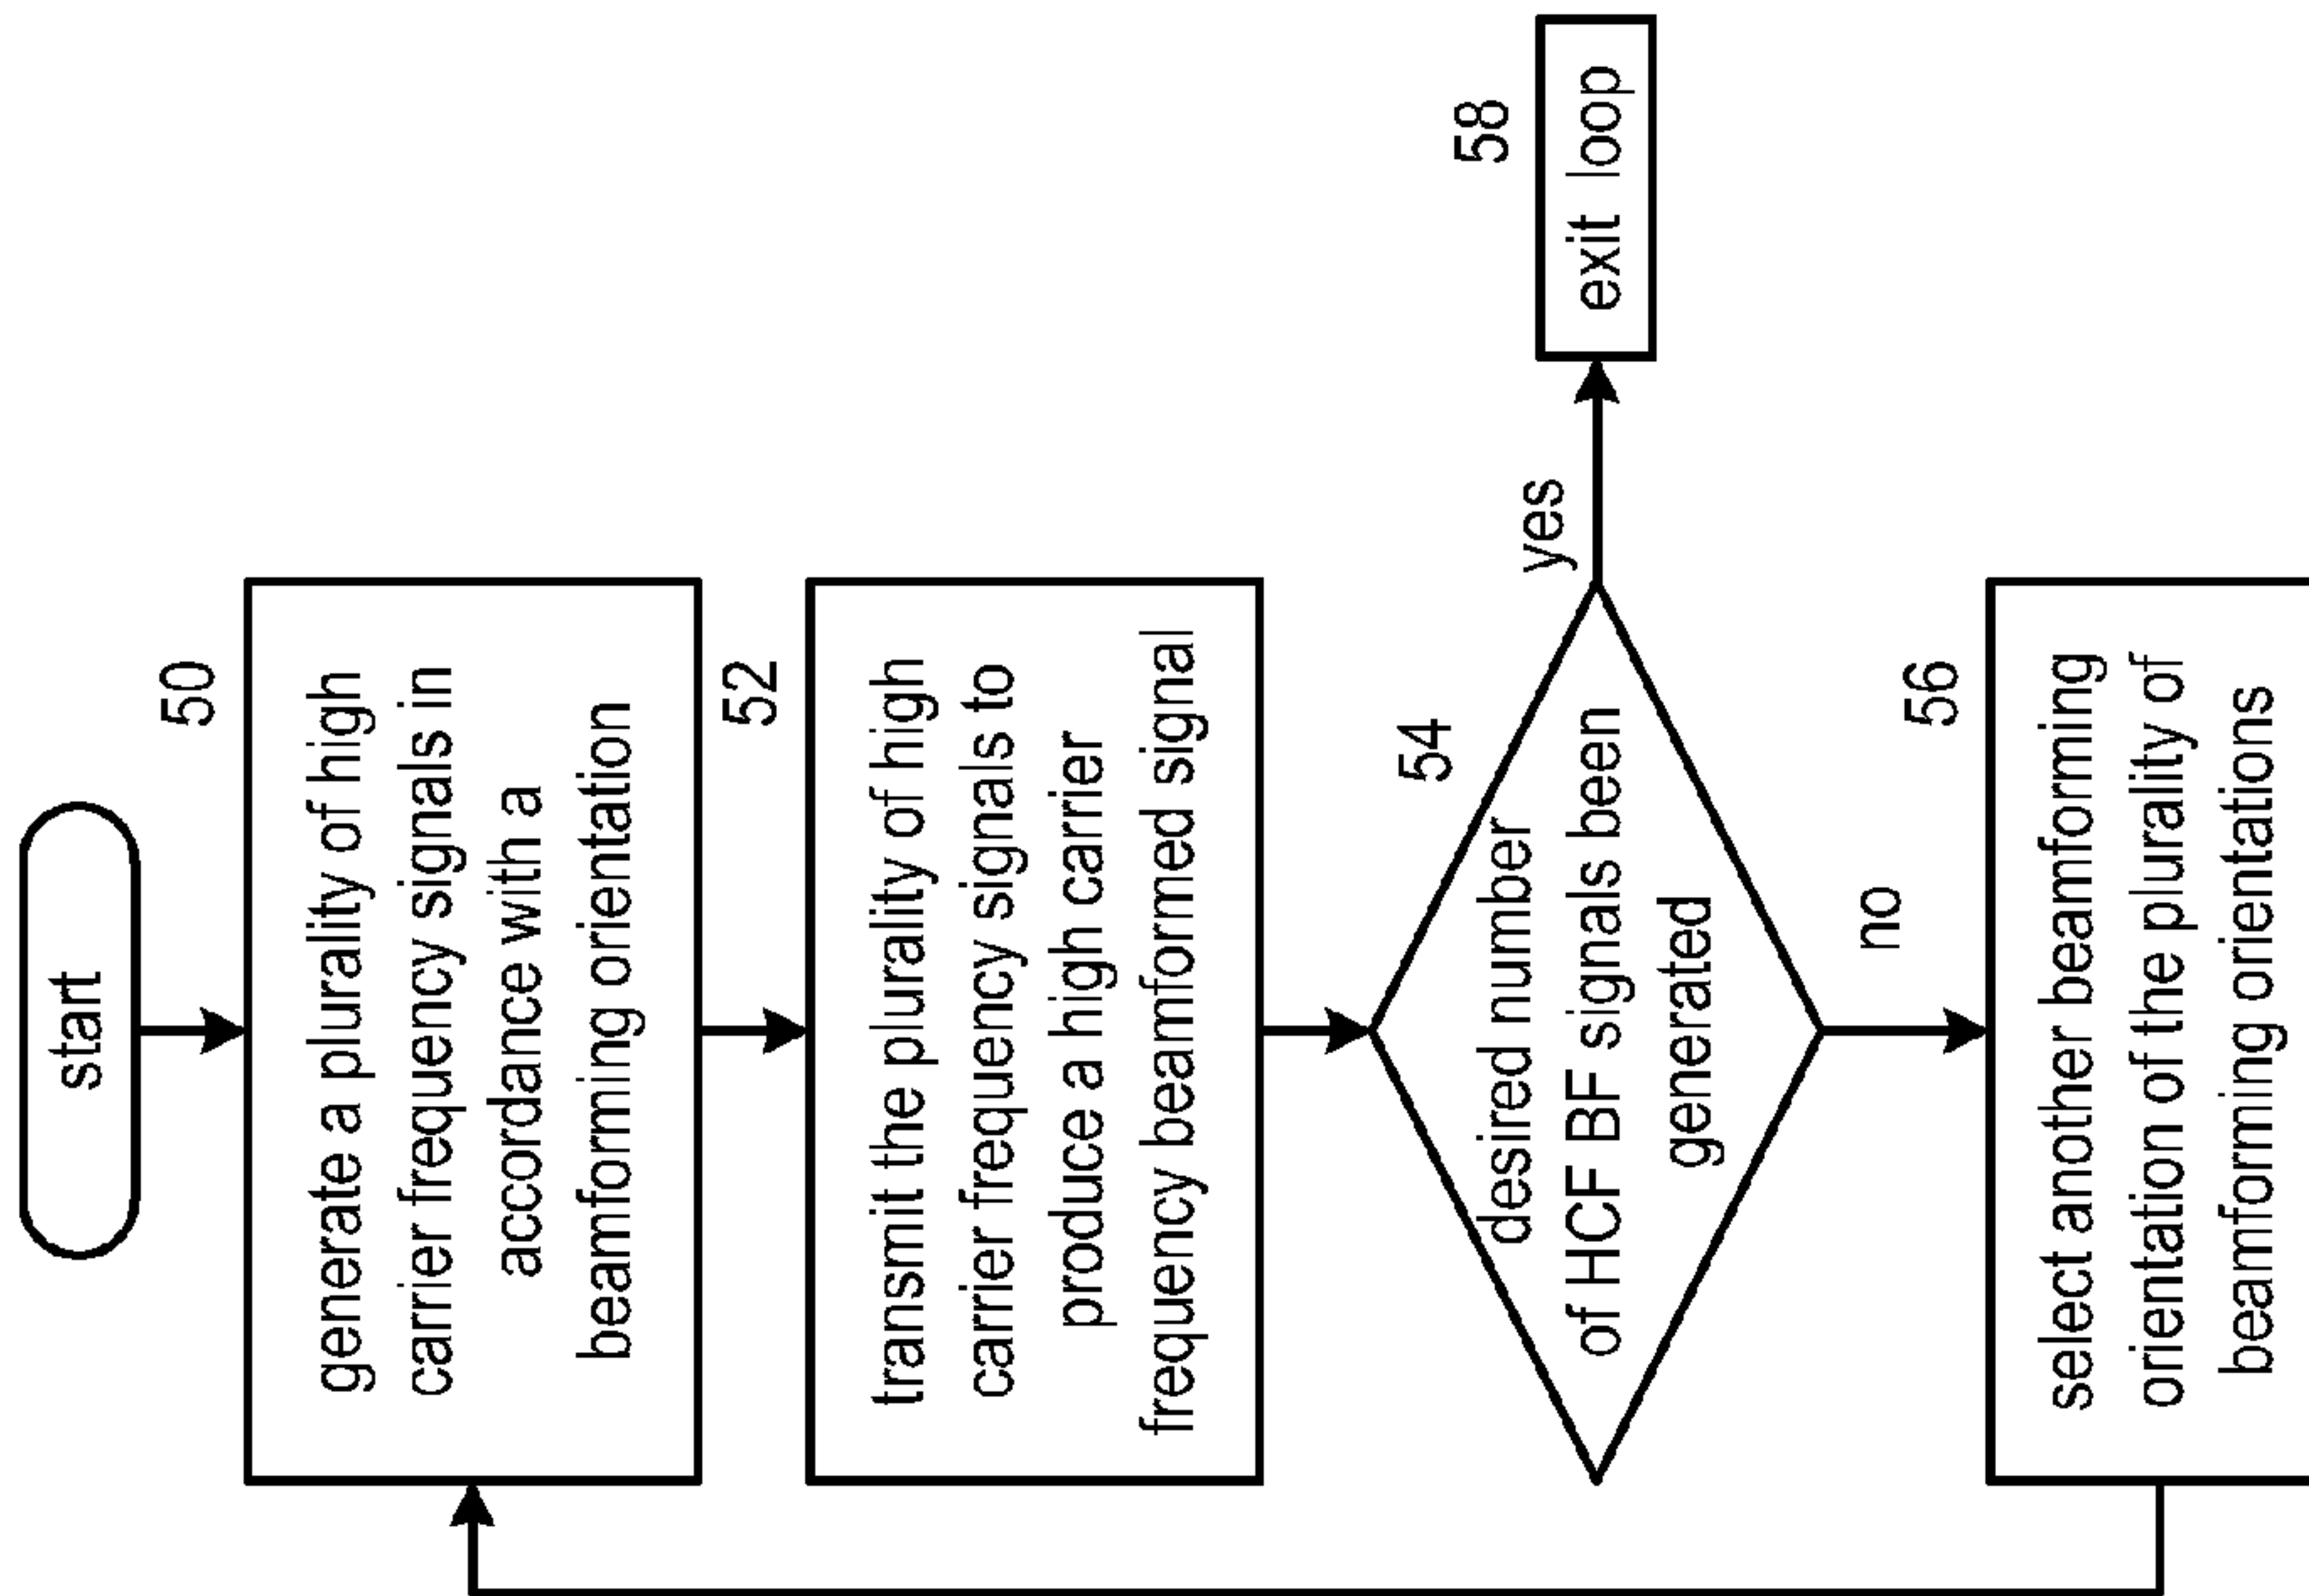 start
50
generate a plurality of high
carrier frequency signals in
accordance with a
beamforming orientation
52
transmit the plurality of high
carrier frequency signals to
produce a high carrier
frequency beamformed signal
54
desired number
of HCF BF signals been
generated
yes
58
exit loop
no
56
select another beamforming
orientation of the plurality of
beamforming orientations